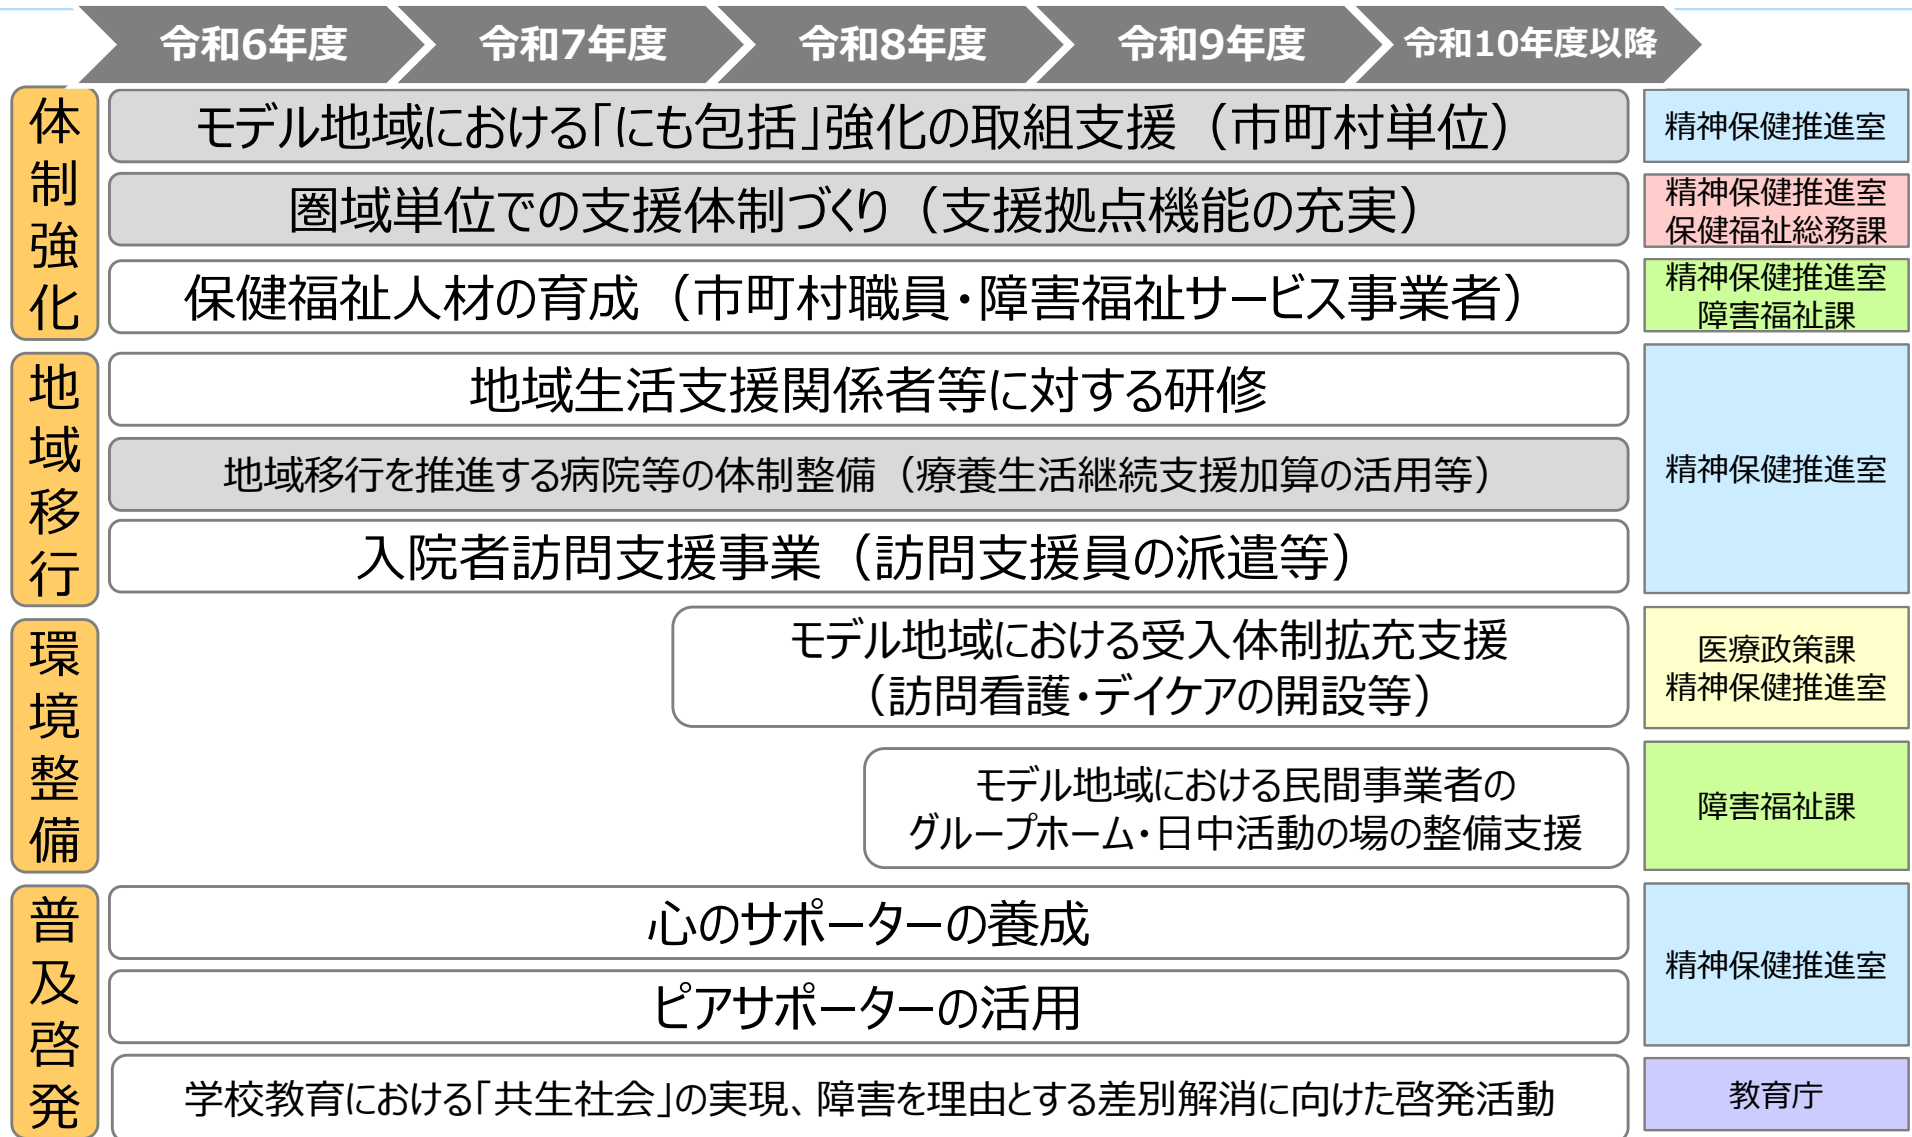 令和6年度
令和7年度
令和8年度
令和9年度
令和10年度以降
体制強化
モデル地域における「にも包括」強化の取組支援（市町村単位）
精神保健推進室
圏域単位での支援体制づくり（支援拠点機能の充実）
精神保健推進室
保健福祉総務課
保健福祉人材の育成（市町村職員・障害福祉サービス事業者）
精神保健推進室
障害福祉課
地域移行
地域生活支援関係者等に対する研修
地域移行を推進する病院等の体制整備（療養生活継続支援加算の活用等）
入院者訪問支援事業（訪問支援員の派遣等）
精神保健推進室
環境整備
モデル地域における受入体制拡充支援
（訪問看護・デイケアの開設等）
医療政策課
精神保健推進室
モデル地域における民間事業者の
グループホーム・日中活動の場の整備支援
障害福祉課
普及啓発
心のサポーターの養成
ピアサポーターの活用
精神保健推進室
学校教育における「共生社会」の実現、障害を理由とする差別解消に向けた啓発活動
教育庁